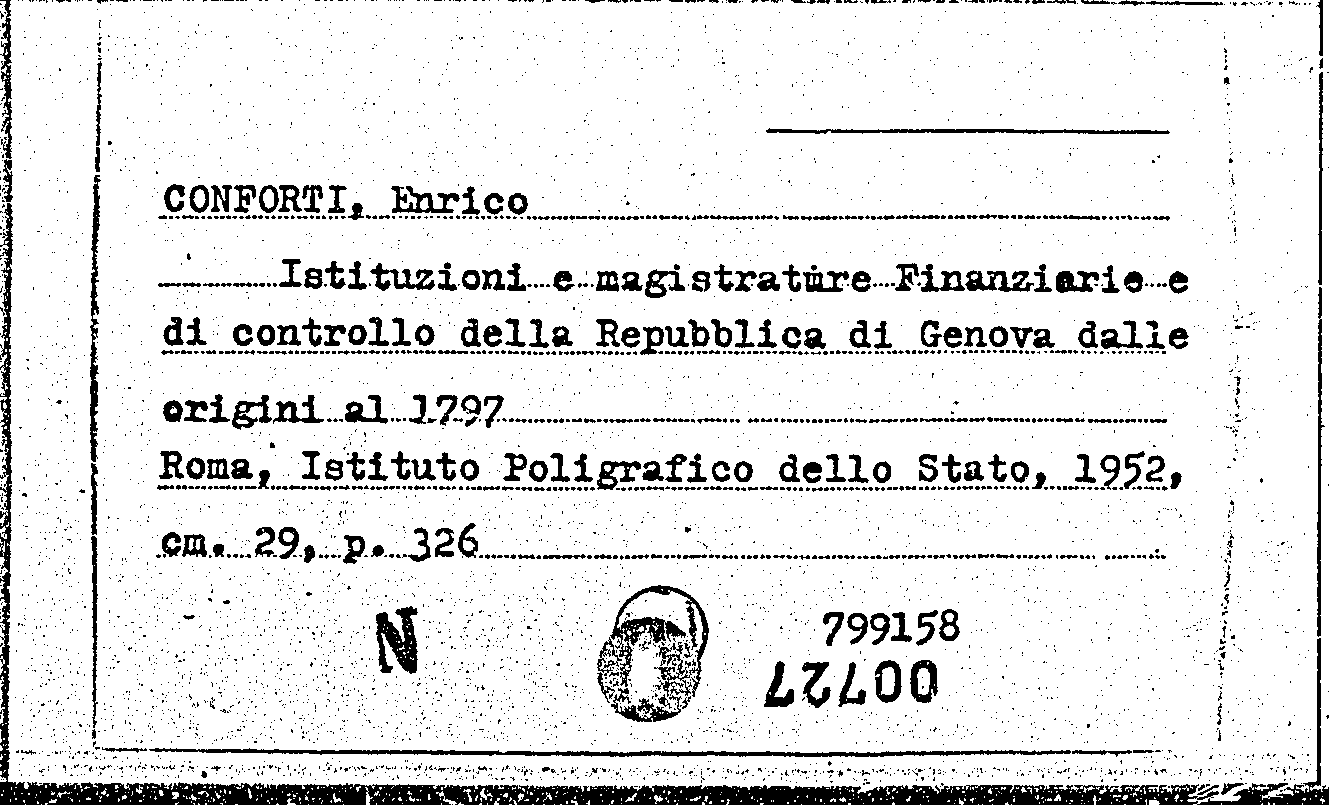 CONFORTI, Enrico
Istituzioni e magistrature Finanziarie e
di controllo della Repubblica di Genova dalle
origini al 1797
Roma, Istituto Poligrafico dello Stato, 1952,
cm. 29, p. 326
N
799158
00727